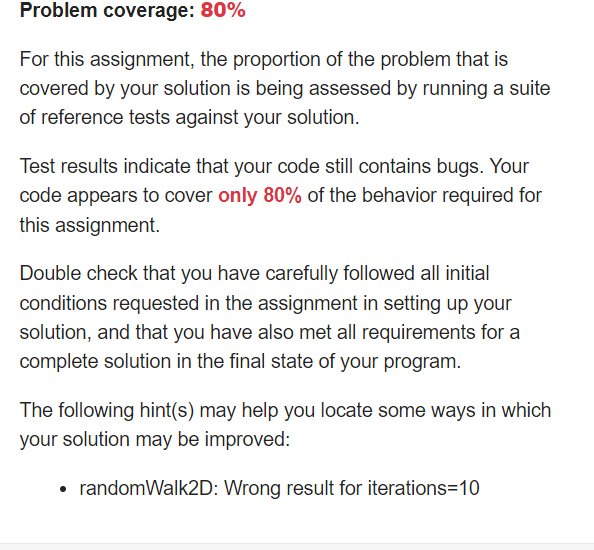 Problem coverage: 80%
For this assignment, the proportion of the problem that is
covered by your solution is being assessed by running a suite
of reference tests against your solution.
Test results indicate that your code still contains bugs. Your
code appears to cover only 80% of the behavior required for
this assignment.
Double check that you have carefully followed all initial
conditions requested in the assignment in setting up your
solution, and that you have also met all requirements for a
complete solution in the final state of your program.
The following hint(s) may help you locate some ways in which
your solution may be improved:
• randomWalk2D: Wrong result for iterations=10